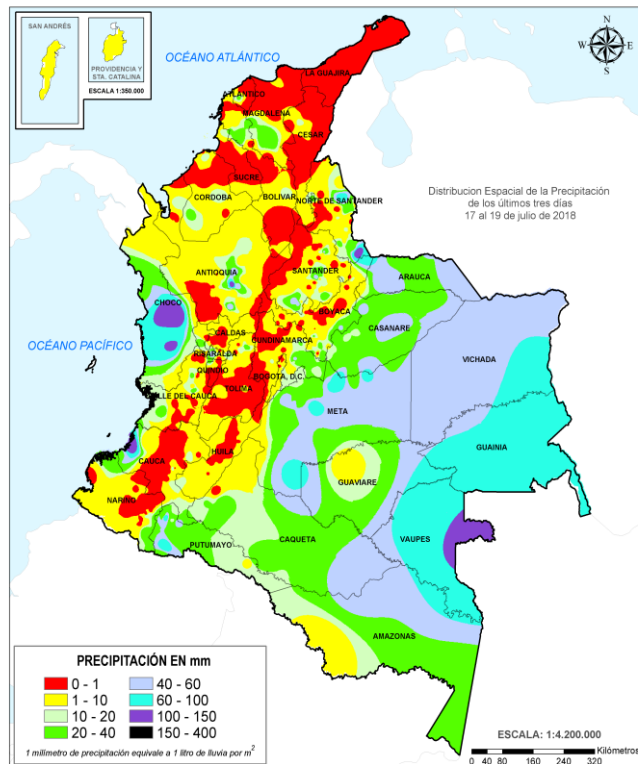 SAN ANDRÉS
PROVIDENCIA Y
STA. CATALINA
ESCALA 1:350.000
OCÉANO ATLÁNTICO
N
W E
S
LA GUAJIRA
ATLÁNTICO
MAGDALENA
CESAR
SUCRE
CORDOBA
BOLIVAR
NORTE DE SANTANDER
Distribucion Espacial de la Precipitación
de los últimos tres días
17 al 19 de julio de 2018
ANTIOQUIA
SANTANDER
ARAUCA
CHOCO
BOYACA
CASANARE
OCÉANO PACÍFICO
CALDAS
CUNDINAMARCA
RISARALDA
VICHADA
QUINDIO
BOGOTA, D.C.
TOLIMA
VALLE DEL CAUCA
META
GUAINIA
CAUCA
HUILA
GUAVIARE
NARIÑO
VAUPES
CAQUETA
PUTUMAYO
AMAZONAS
PRECIPITACIÓN EN mm
0 - 1 40 - 60
1 - 10 60 - 100
10 - 20 100 - 150
20 - 40 150 - 400
1 milímetro de precipitación equivale a 1 litro de lluvia por m2
ESCALA: 1:4.200.000
Kilómetros
0 40 80 160 240 320